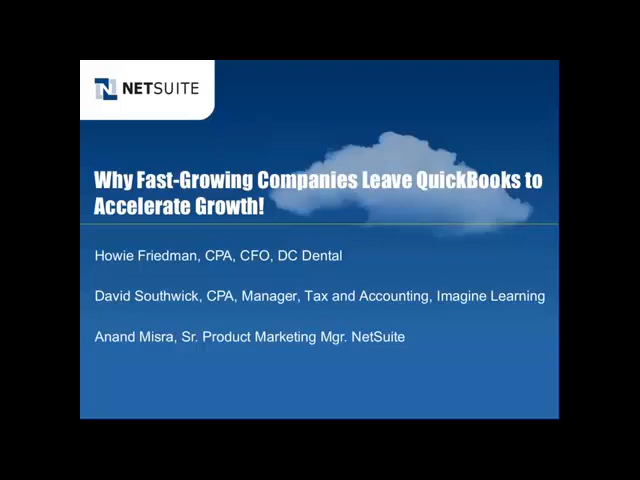 NETSUITE
Why Fast-Growing Companies Leave QuickBooks to
Accelerate Growth!
Howie Friedman, CPA, CFO, DC Dental
David Southwick, CPA, Manager, Tax and Accounting, Imagine Learning
Anand Misra, Sr. Product Marketing Mgr. NetSuite